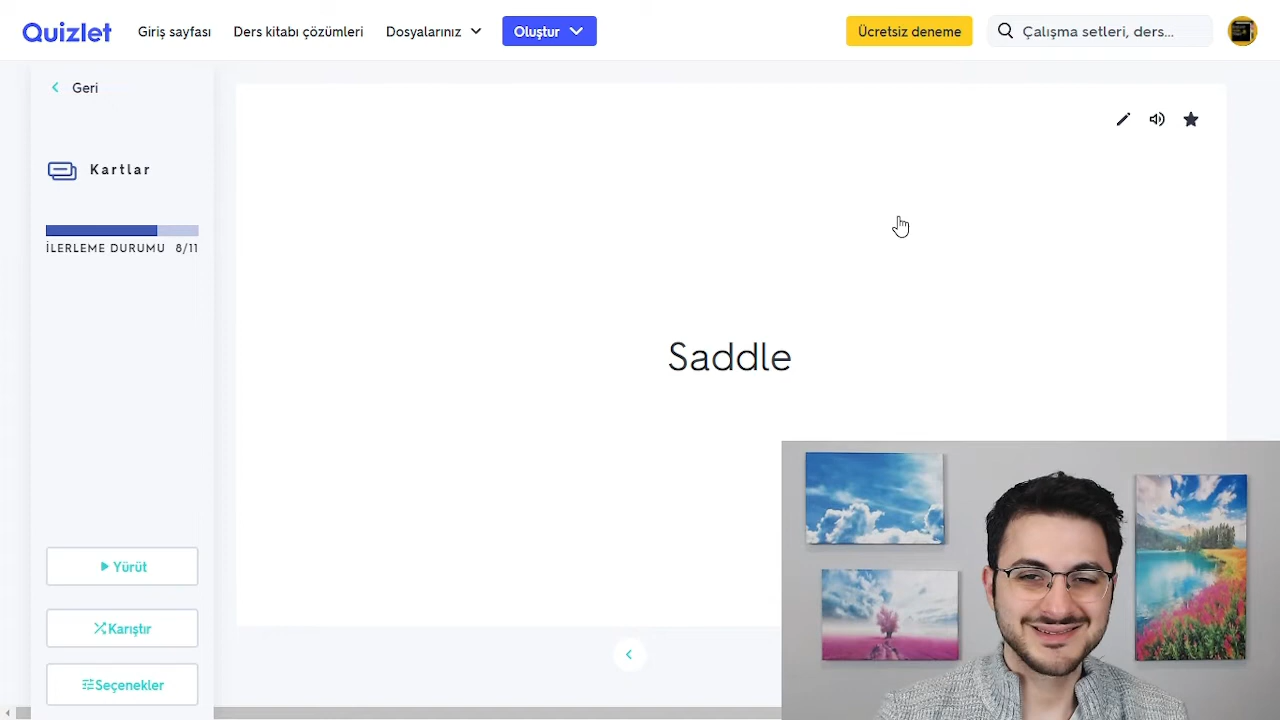 Quizlet
Giriş sayfası
Ders kitabı çözümleri
Dosyalarınız
Oluştur
Ücretsiz deneme
Çalışma setleri, ders...
Geri
Kartlar
İLERLEME DURUMU 8/11
Saddle
Yürüt
Karıştır
Seçenekler